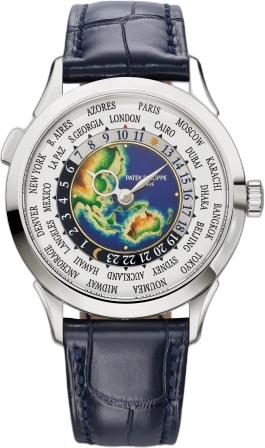 PATEK PHILIPPE
GENEVE
LONDON PARIS CAIRO MOSCOW DUBAI KARACHI DHAKA BANGKOK BEIJING TOKYO SYDNEY NOUMEA AUCKLAND MIDWAY HAWAII ANCHORAGE L.ANGELES DENVER MEXICO NEW YORK LA PAZ B.AIRES S.GEORGIA AZORES
1 2 3 4 5 6 7 8 9 10 11 12 13 14 15 16 17 18 19 20 21 22 23